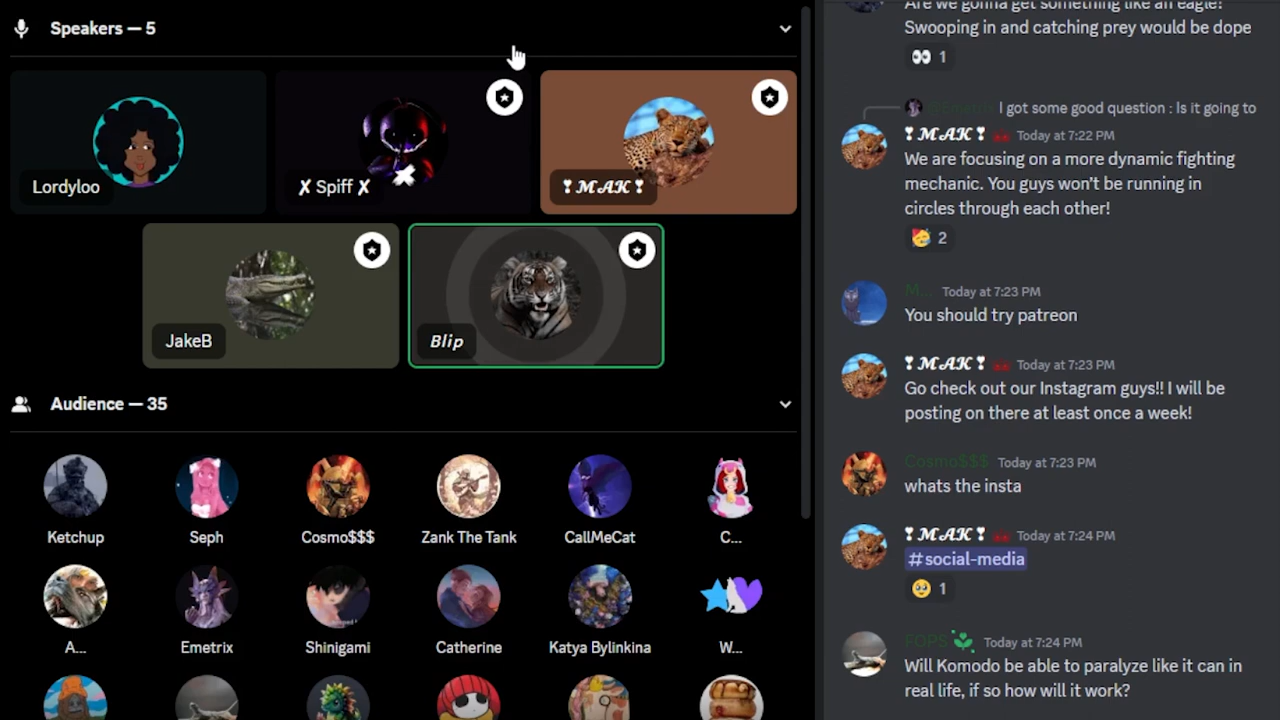 Speakers — 5
Lordyloo
✗ Spiff ✗
❣𝓜𝓐𝓚❣
JakeB
Blip
Audience — 35
Ketchup
Seph
Cosmo$$$
Zank The Tank
CallMeCat
C...
A...
Emetrix
Shinigami
Catherine
Katya Bylinkina
W...
Are we gonna get something like an eagle?
Swooping in and catching prey would be dope
1
@Emetrix I got some good question : Is it going to
❣𝓜𝓐𝓚❣ Today at 7:22 PM
We are focusing on a more dynamic fighting
mechanic. You guys won't be running in
circles through each other!
2
M... Today at 7:23 PM
You should try patreon
❣𝓜𝓐𝓚❣ Today at 7:23 PM
Go check out our Instagram guys!! I will be
posting on there at least once a week!
Cosmo$$$ Today at 7:23 PM
whats the insta
❣𝓜𝓐𝓚❣ Today at 7:24 PM
#social-media
1
FOPS Today at 7:24 PM
Will Komodo be able to paralyze like it can in
real life, if so how will it work?